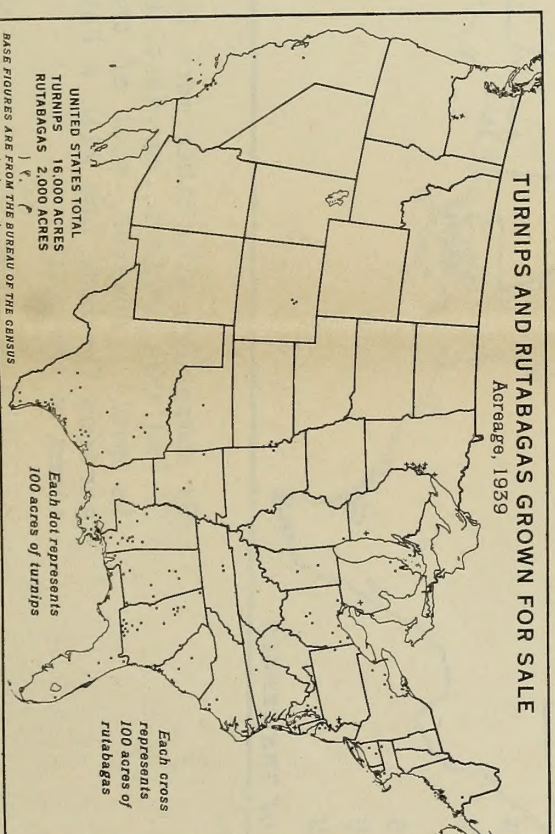 TURNIPS AND RUTABAGAS GROWN FOR SALE
Acreage, 1939
UNITED STATES TOTAL
TURNIPS 16,000 ACRES
RUTABAGAS 2,000 ACRES
Each dot represents
100 acres of turnips
Each cross
represents
100 acres of
rutabagas
BASE FIGURES ARE FROM THE BUREAU OF THE CENSUS